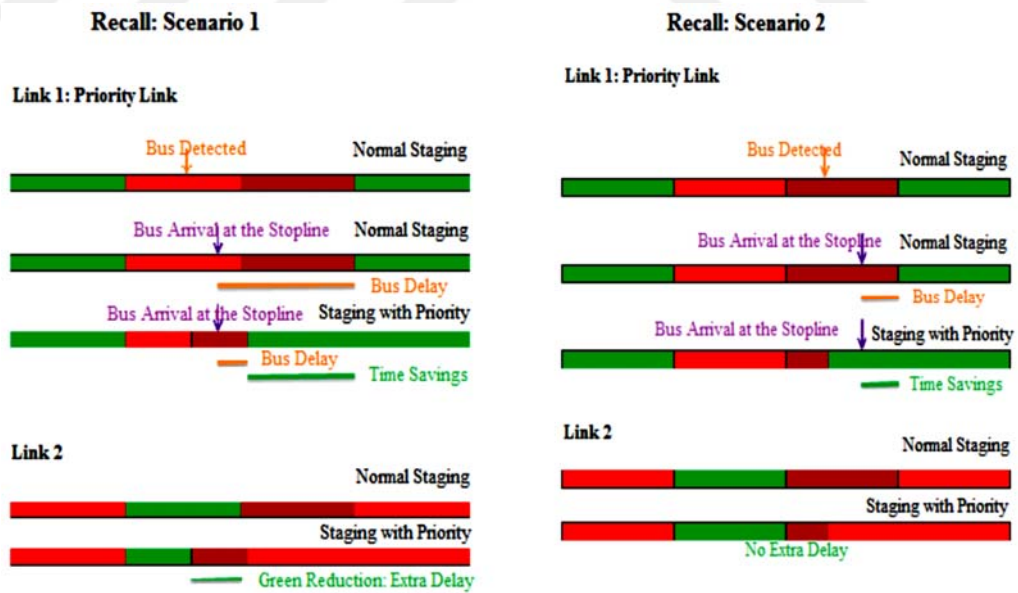 Recall: Scenario 1
Link 1: Priority Link
Bus Detected
Normal Staging
Bus Arrival at the Stopline
Normal Staging
Bus Delay
Bus Arrival at the Stopline
Staging with Priority
Bus Delay
Time Savings
Link 2
Normal Staging
Staging with Priority
Green Reduction: Extra Delay
Recall: Scenario 2
Link 1: Priority Link
Bus Detected
Normal Staging
Bus Arrival at the Stopline
Normal Staging
Bus Delay
Bus Arrival at the Stopline
Staging with Priority
Time Savings
Link 2
Normal Staging
Staging with Priority
No Extra Delay